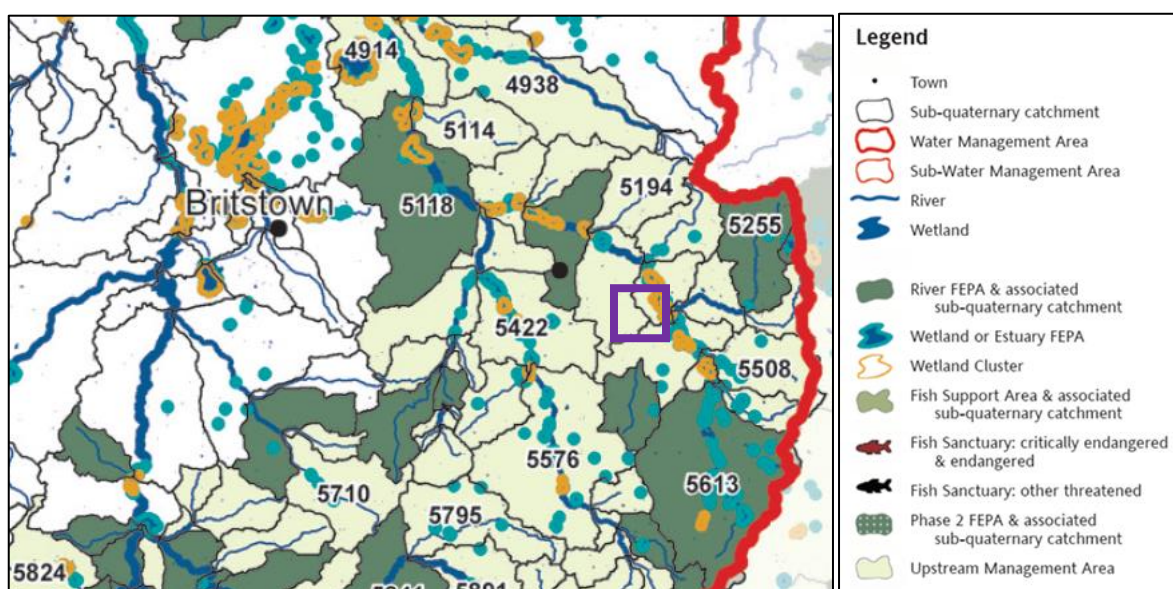 4914
4938
5114
5194
5118
Britstown
5255
5422
5508
5576
5613
5710
5795
5824
Legend
Town
Sub-quaternary catchment
Water Management Area
Sub-Water Management Area
River
Wetland
River FEPA & associated
sub-quaternary catchment
Wetland or Estuary FEPA
Wetland Cluster
Fish Support Area & associated
sub-quaternary catchment
Fish Sanctuary: critically endangered
& endangered
Fish Sanctuary: other threatened
Phase 2 FEPA & associated
sub-quaternary catchment
Upstream Management Area